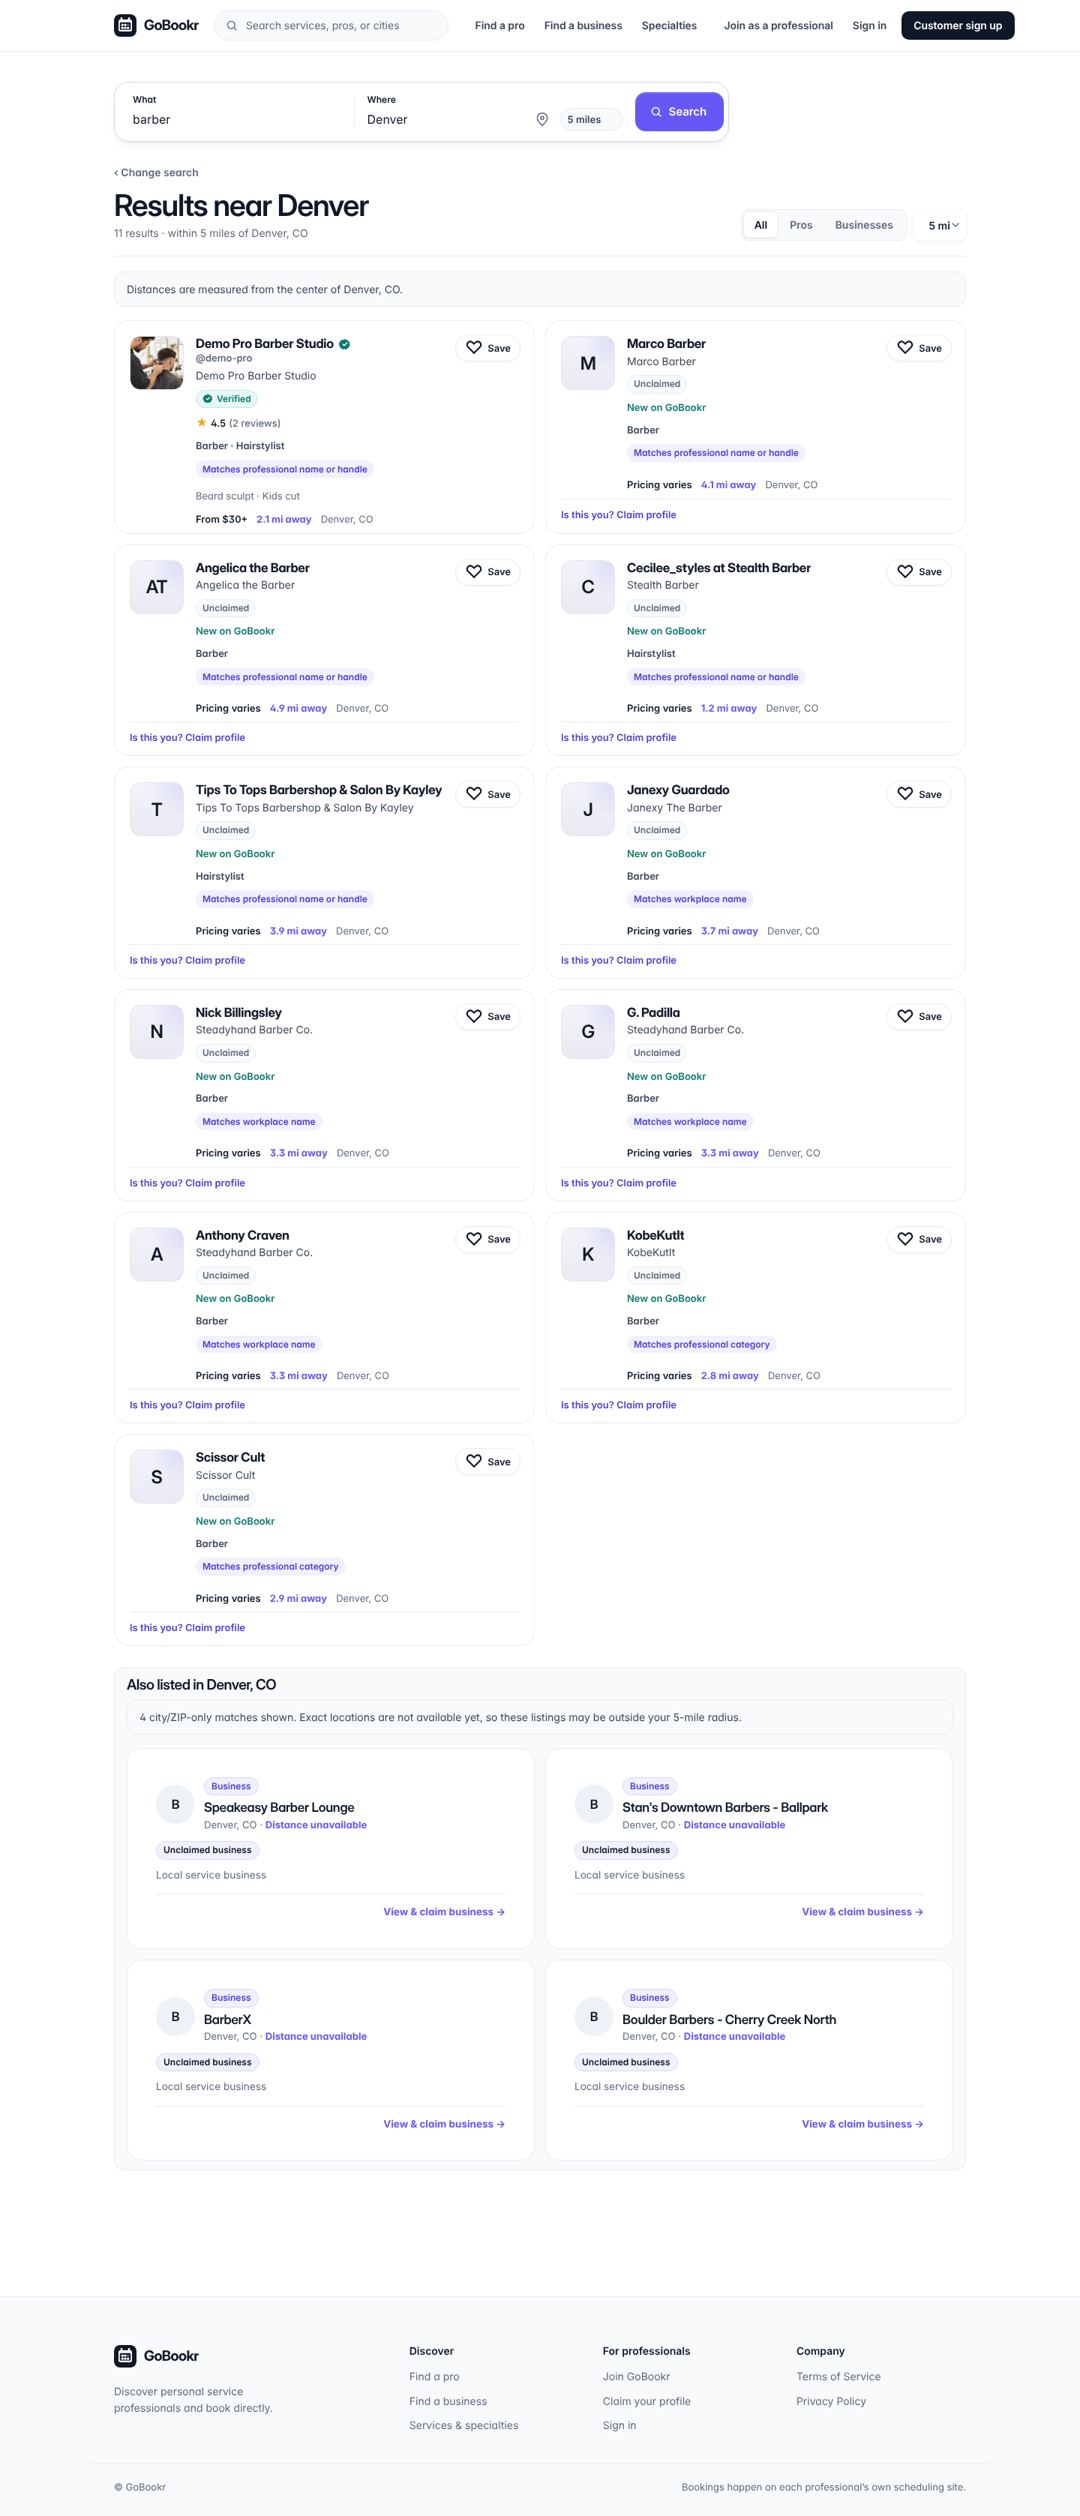 GoBookr
Search services, pros, or cities
Find a pro
Find a business
Specialties
Join as a professional
Sign in
Customer sign up
What
barber
Where
Denver
5 miles
Search
‹ Change search
Results near Denver
11 results · within 5 miles of Denver, CO
All
Pros
Businesses
5 mi
Distances are measured from the center of Denver, CO.
Demo Pro Barber Studio
Save
@demo-pro
Demo Pro Barber Studio
Verified
★ 4.5 (2 reviews)
Barber · Hairstylist
Matches professional name or handle
Beard sculpt · Kids cut
From $30+ 2.1 mi away Denver, CO
M
Marco Barber
Save
Marco Barber
Unclaimed
New on GoBookr
Barber
Matches professional name or handle
Pricing varies 4.1 mi away Denver, CO
Is this you? Claim profile
AT
Angelica the Barber
Save
Angelica the Barber
Unclaimed
New on GoBookr
Barber
Matches professional name or handle
Pricing varies 4.9 mi away Denver, CO
Is this you? Claim profile
C
Cecilee_styles at Stealth Barber
Save
Stealth Barber
Unclaimed
New on GoBookr
Hairstylist
Matches professional name or handle
Pricing varies 1.2 mi away Denver, CO
Is this you? Claim profile
T
Tips To Tops Barbershop & Salon By Kayley
Save
Tips To Tops Barbershop & Salon By Kayley
Unclaimed
New on GoBookr
Hairstylist
Matches professional name or handle
Pricing varies 3.9 mi away Denver, CO
Is this you? Claim profile
J
Janexy Guardado
Save
Janexy The Barber
Unclaimed
New on GoBookr
Barber
Matches workplace name
Pricing varies 3.7 mi away Denver, CO
Is this you? Claim profile
N
Nick Billingsley
Save
Steadyhand Barber Co.
Unclaimed
New on GoBookr
Barber
Matches workplace name
Pricing varies 3.3 mi away Denver, CO
Is this you? Claim profile
G
G. Padilla
Save
Steadyhand Barber Co.
Unclaimed
New on GoBookr
Barber
Matches workplace name
Pricing varies 3.3 mi away Denver, CO
Is this you? Claim profile
A
Anthony Craven
Save
Steadyhand Barber Co.
Unclaimed
New on GoBookr
Barber
Matches workplace name
Pricing varies 3.3 mi away Denver, CO
Is this you? Claim profile
K
KobeKutIt
Save
KobeKutIt
Unclaimed
New on GoBookr
Barber
Matches professional category
Pricing varies 2.8 mi away Denver, CO
Is this you? Claim profile
S
Scissor Cult
Save
Scissor Cult
Unclaimed
New on GoBookr
Barber
Matches professional category
Pricing varies 2.9 mi away Denver, CO
Is this you? Claim profile
Also listed in Denver, CO
4 city/ZIP-only matches shown. Exact locations are not available yet, so these listings may be outside your 5-mile radius.
B
Business
Speakeasy Barber Lounge
Denver, CO · Distance unavailable
Unclaimed business
Local service business
View & claim business →
B
Business
Stan's Downtown Barbers - Ballpark
Denver, CO · Distance unavailable
Unclaimed business
Local service business
View & claim business →
B
Business
BarberX
Denver, CO · Distance unavailable
Unclaimed business
Local service business
View & claim business →
B
Business
Boulder Barbers - Cherry Creek North
Denver, CO · Distance unavailable
Unclaimed business
Local service business
View & claim business →
GoBookr
Discover personal service
professionals and book directly.
Discover
Find a pro
Find a business
Services & specialties
For professionals
Join GoBookr
Claim your profile
Sign in
Company
Terms of Service
Privacy Policy
© GoBookr
Bookings happen on each professional's own scheduling site.